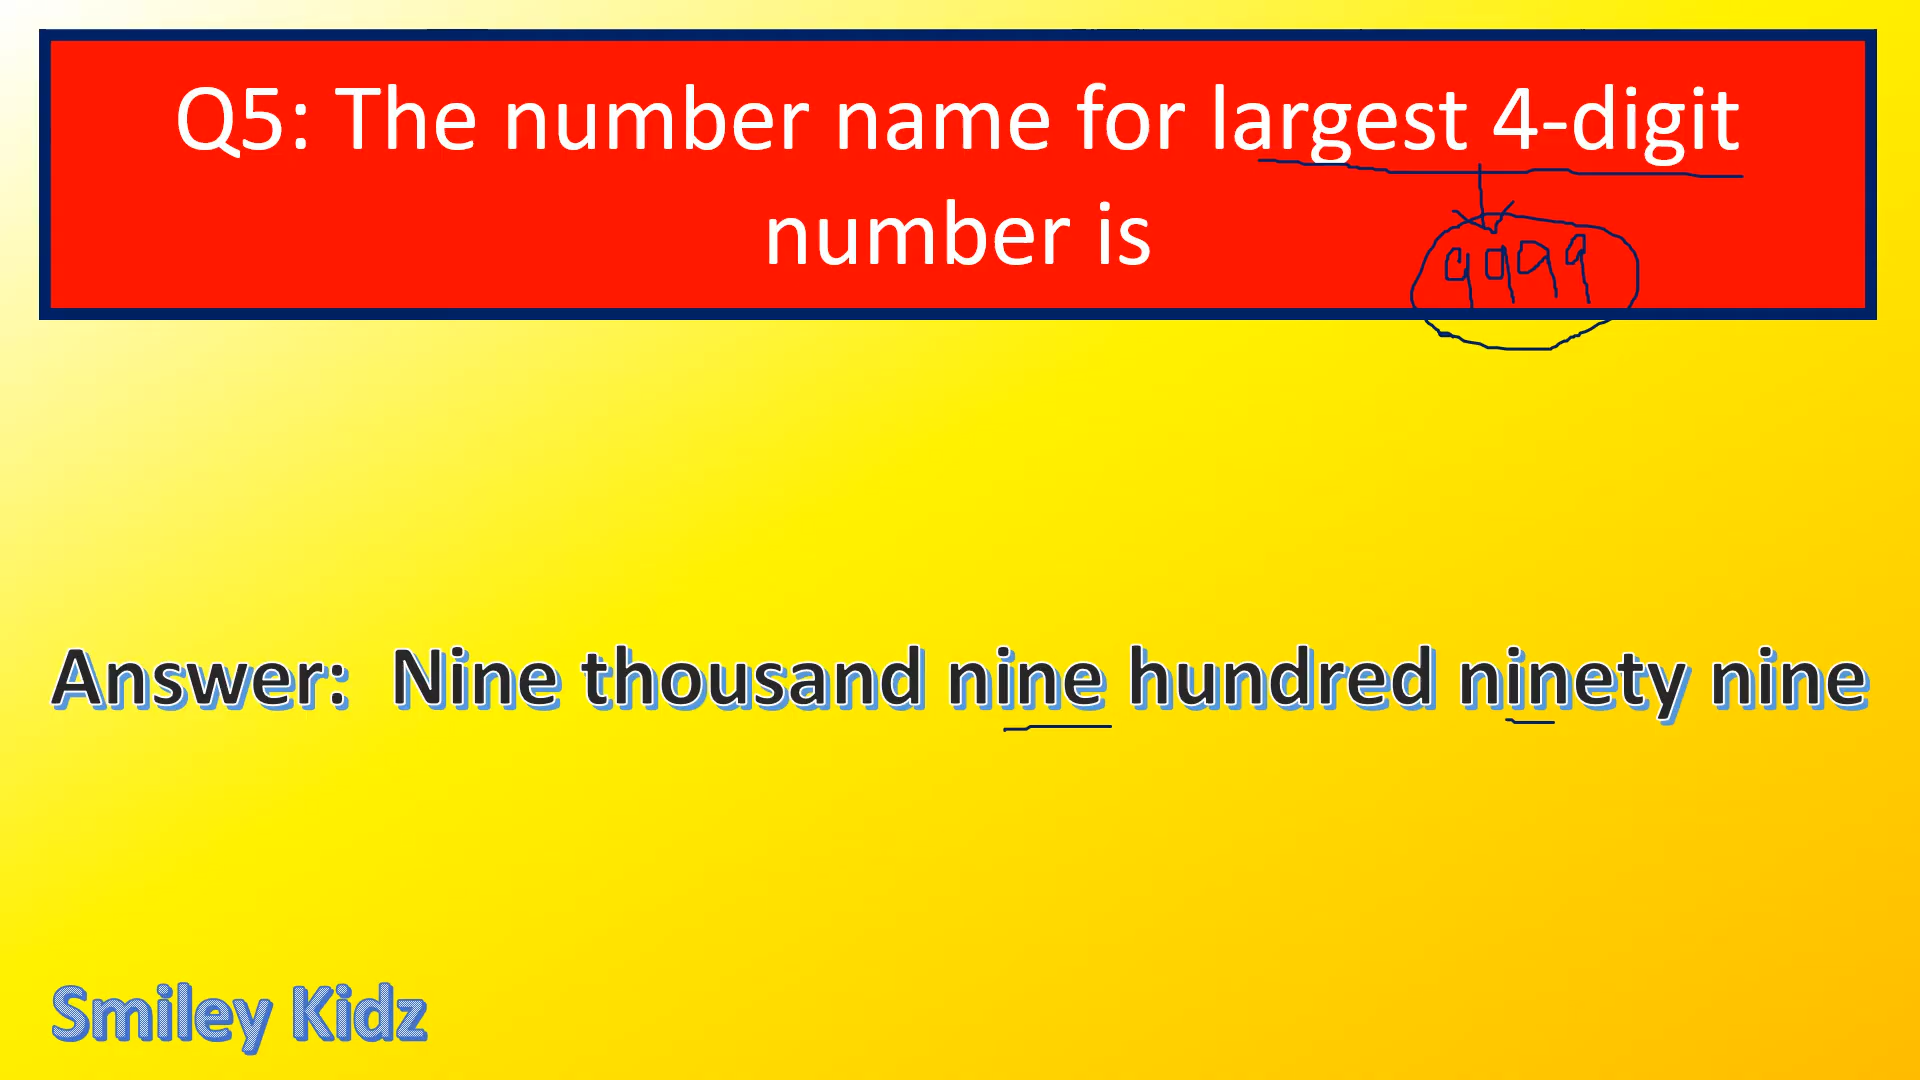 Q5: The number name for largest 4-digit
number is
9999
Answer: Nine thousand nine hundred ninety nine
Smiley Kidz